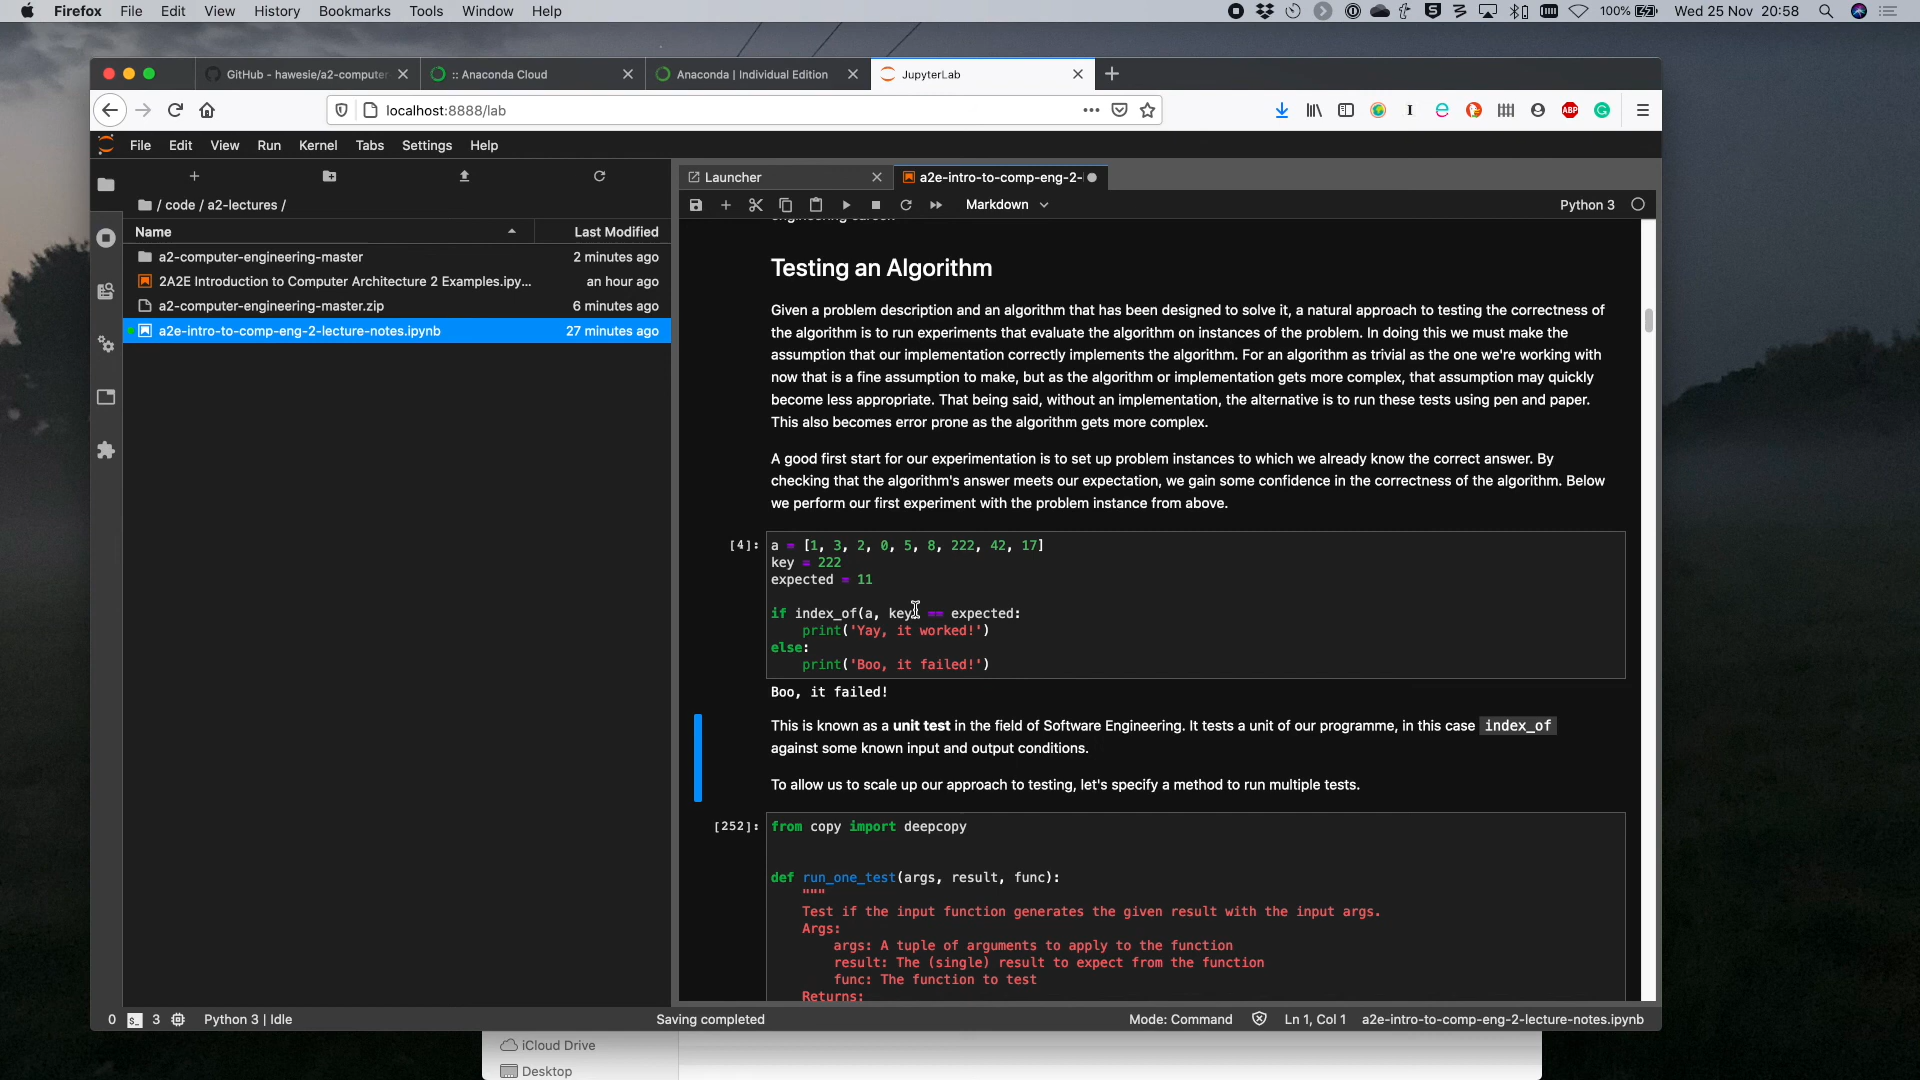 Firefox File Edit View History Bookmarks Tools Window Help
100% Wed 25 Nov 20:58
GitHub - hawesie/a2-computer
:: Anaconda Cloud
Anaconda | Individual Edition
JupyterLab
localhost:8888/lab
ABP
File Edit View Run Kernel Tabs Settings Help
/ code / a2-lectures /
Name Last Modified
a2-computer-engineering-master 2 minutes ago
2A2E Introduction to Computer Architecture 2 Examples.ipy... an hour ago
a2-computer-engineering-master.zip 6 minutes ago
a2e-intro-to-comp-eng-2-lecture-notes.ipynb 27 minutes ago
Launcher
a2e-intro-to-comp-eng-2-
Markdown
Python 3
Testing an Algorithm
Given a problem description and an algorithm that has been designed to solve it, a natural approach to testing the correctness of
the algorithm is to run experiments that evaluate the algorithm on instances of the problem. In doing this we must make the
assumption that our implementation correctly implements the algorithm. For an algorithm as trivial as the one we're working with
now that is a fine assumption to make, but as the algorithm or implementation gets more complex, that assumption may quickly
become less appropriate. That being said, without an implementation, the alternative is to run these tests using pen and paper.
This also becomes error prone as the algorithm gets more complex.
A good first start for our experimentation is to set up problem instances to which we already know the correct answer. By
checking that the algorithm's answer meets our expectation, we gain some confidence in the correctness of the algorithm. Below
we perform our first experiment with the problem instance from above.
[4]: a = [1, 3, 2, 0, 5, 8, 222, 42, 17]
key = 222
expected = 11
if index_of(a, key) == expected:
print('Yay, it worked!')
else:
print('Boo, it failed!')
Boo, it failed!
This is known as a unit test in the field of Software Engineering. It tests a unit of our programme, in this case index_of
against some known input and output conditions.
To allow us to scale up our approach to testing, let's specify a method to run multiple tests.
[252]: from copy import deepcopy
def run_one_test(args, result, func):
"""
Test if the input function generates the given result with the input args.
Args:
args: A tuple of arguments to apply to the function
result: The (single) result to expect from the function
func: The function to test
Returns:
0 3 Python 3 | Idle
Saving completed
Mode: Command Ln 1, Col 1 a2e-intro-to-comp-eng-2-lecture-notes.ipynb
iCloud Drive
Desktop